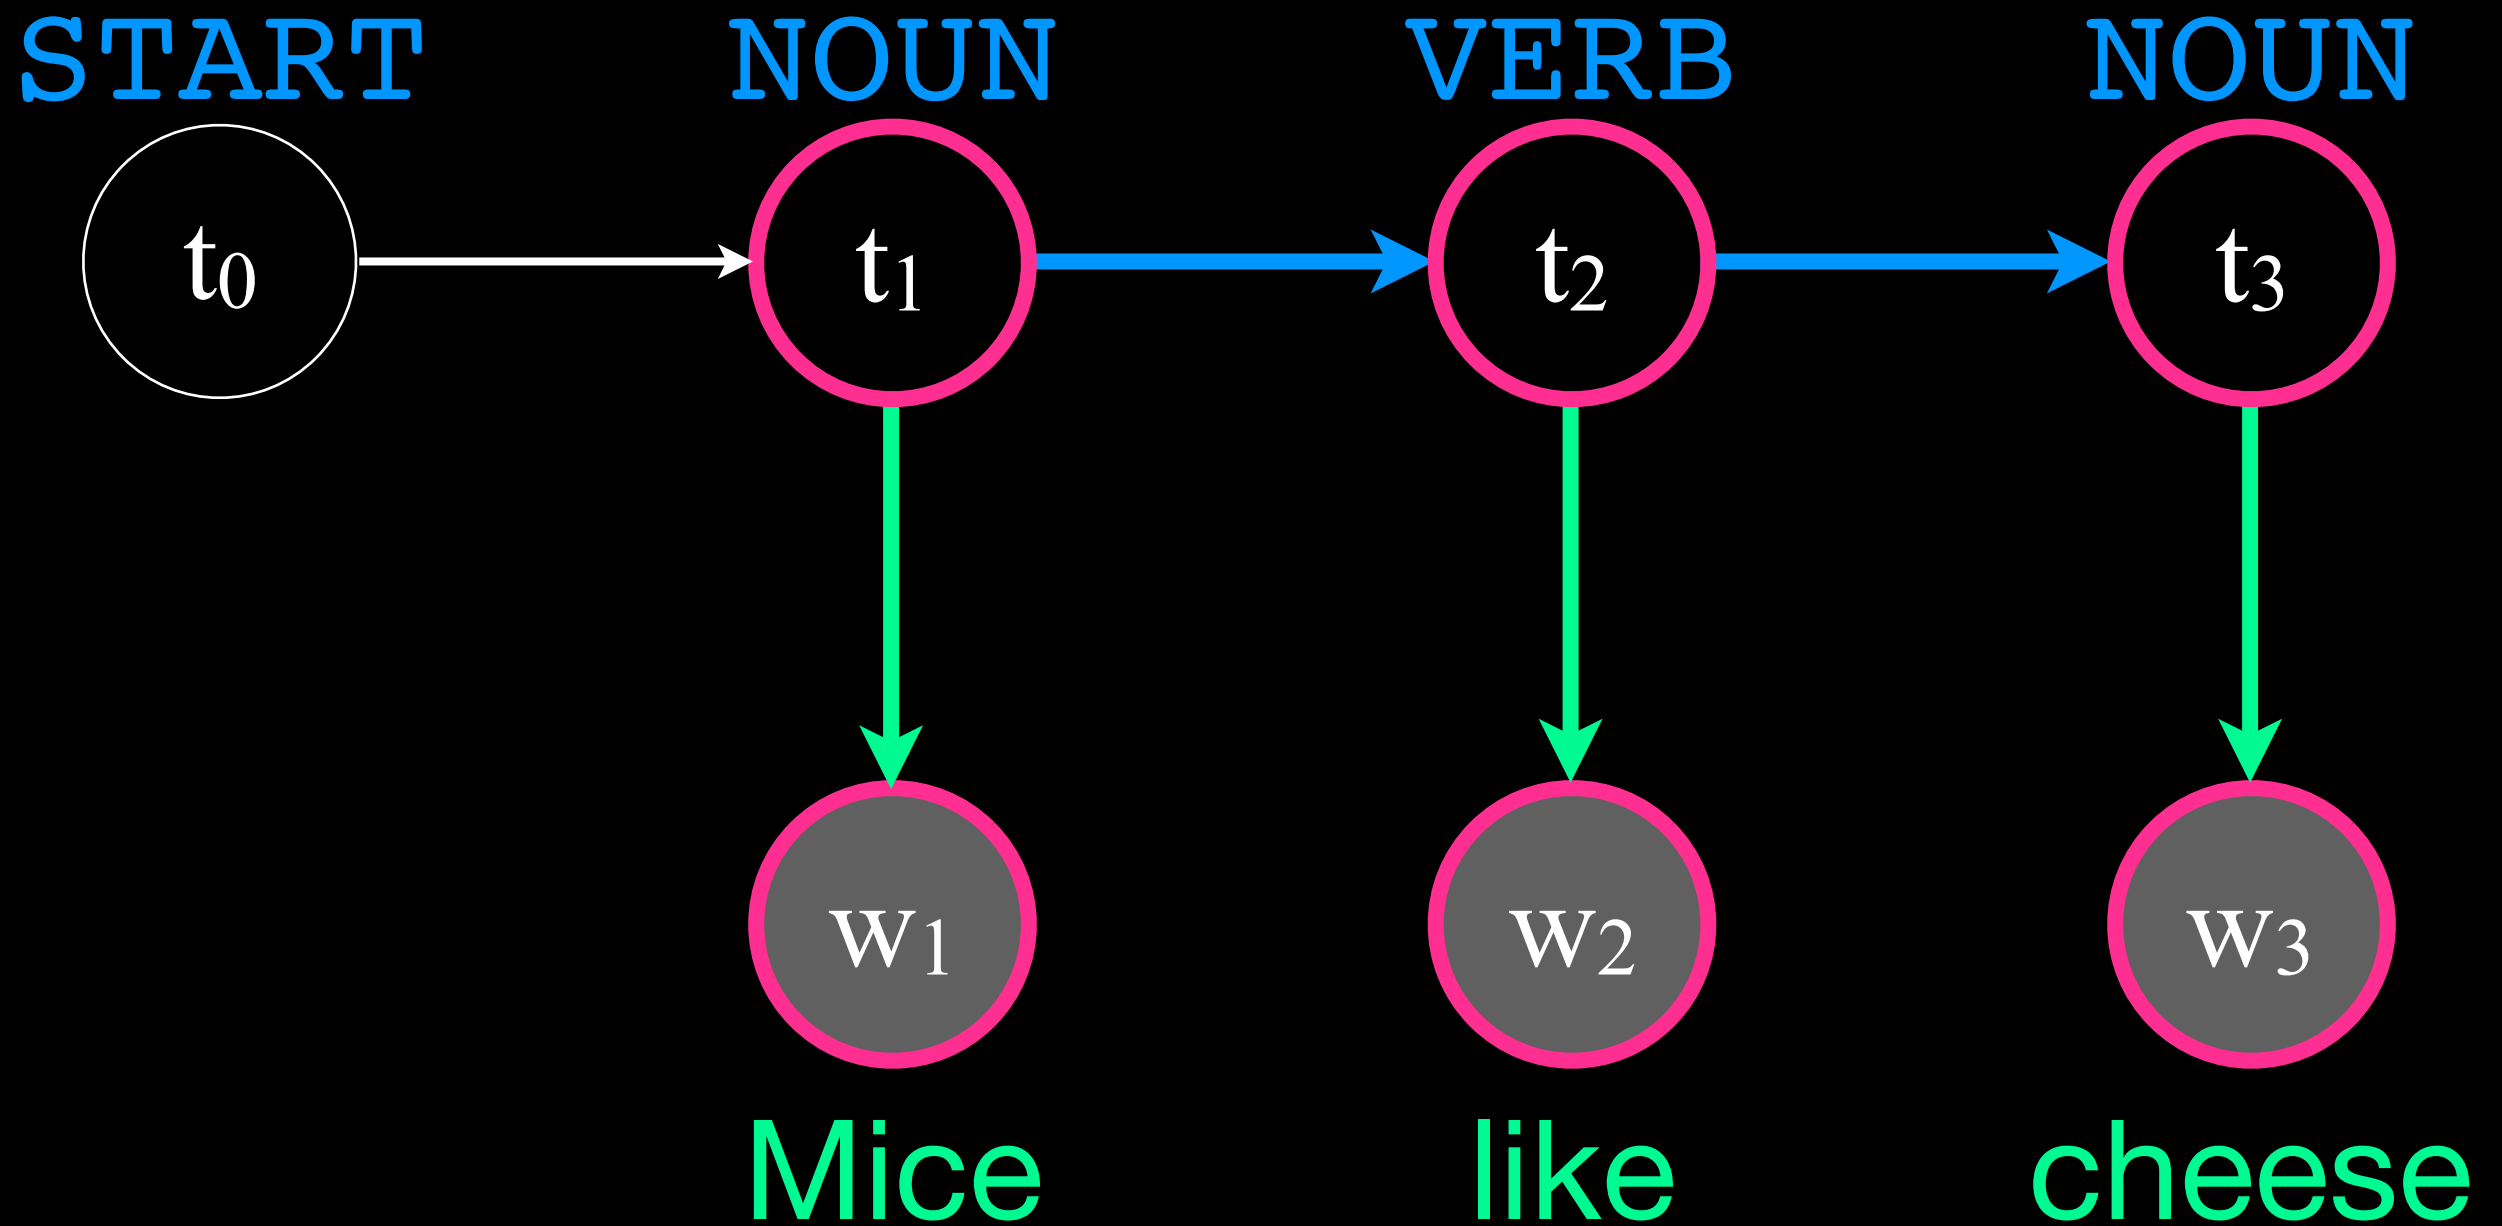 START NOUN VERB NOUN
t₀ t₁ t₂ t₃
w₁ w₂ w₃
Mice like cheese